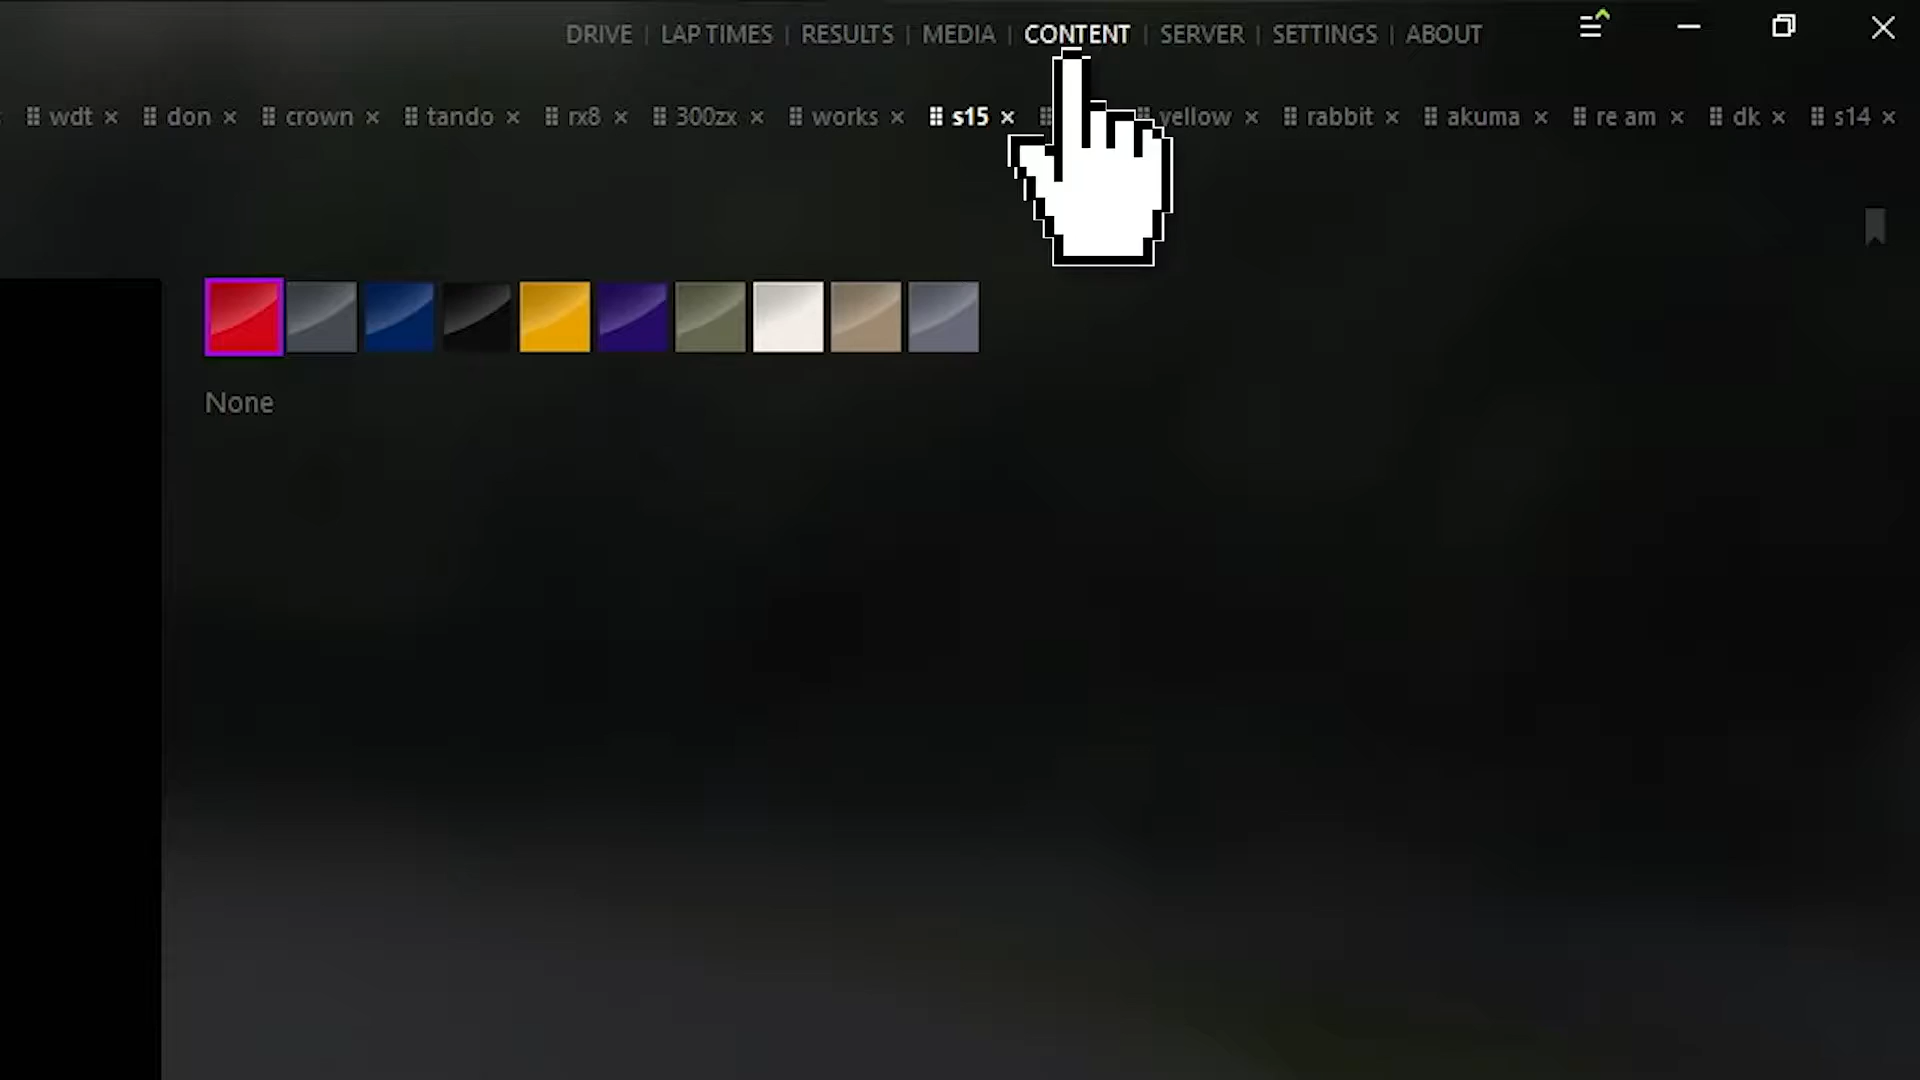 DRIVE | LAP TIMES | RESULTS | MEDIA | CONTENT | SERVER | SETTINGS | ABOUT
wdt × don × crown × tando × rx8 × 300zx × works × s15 × yellow × rabbit × akuma × re am × dk × s14 ×
None